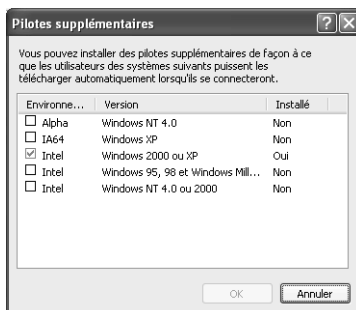 Pilotes supplémentaires
Vous pouvez installer des pilotes supplémentaires de façon à ce
que les utilisateurs des systèmes suivants puissent les
télécharger automatiquement lorsqu'ils se connecteront.
Environne... Version Installé
Alpha Windows NT 4.0 Non
IA64 Windows XP Non
Intel Windows 2000 ou XP Oui
Intel Windows 95, 98 et Windows Mill... Non
Intel Windows NT 4.0 ou 2000 Non
OK Annuler